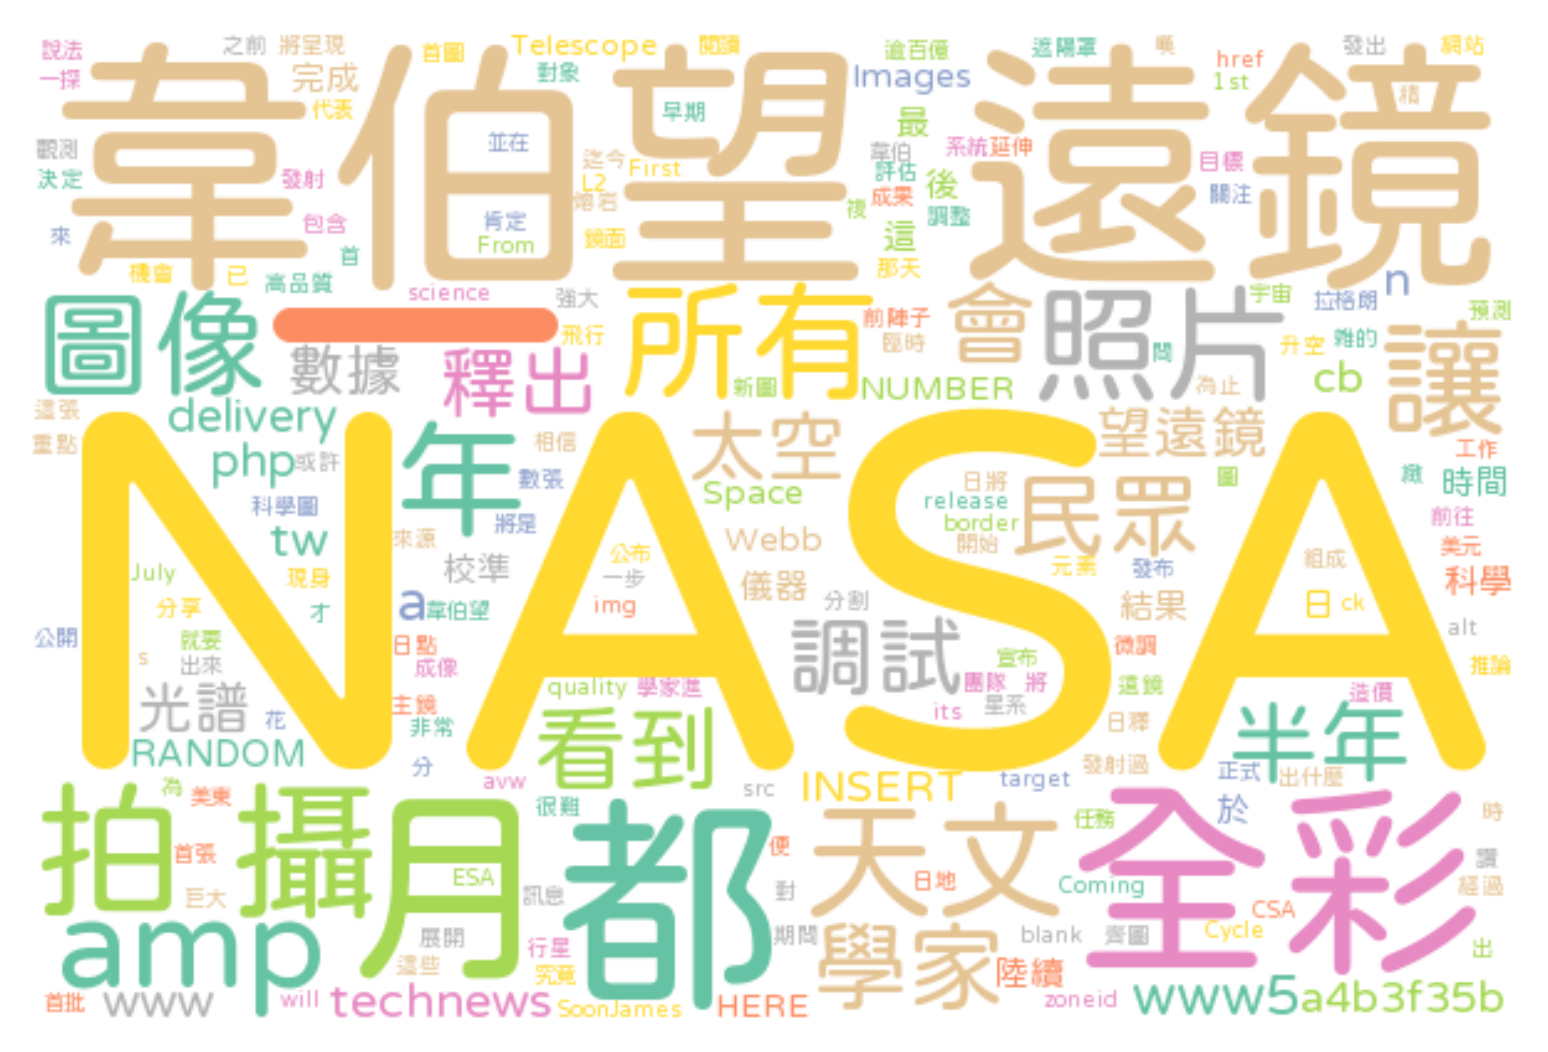 說法 之前 將呈現 首圖 Telescope 閱讀 逾百億 遮陽罩 嘆 發出 網站
一探 完成 對象 Images href 1st
韋伯望遠鏡
代表 早期 最 精
觀測 並在 迄今 First 韋伯 系統 延伸 目標
決定 發射 L2 評估 後 關注
包含 肯定 熔岩 複 成果 調整
來 首 From 鏡面 這
機會 已 高品質 那天 n
science 強大 宇宙 拉格朗 預測
圖像 一 所有 會 照片 讓
飛行 前陣子 臨時 問 升空 雜的
數據 釋出 新圖 NUMBER 為止 cb
這張 delivery
重點 php 或許 年 相信 太空 望遠鏡 工作
NASA
科學圖 數張 Space 日將 民眾 圖 緻 時間
tw 將是 release 前往
來源 公布 Webb border 開始 美元
July 現身 校準 一步 儀器 元素 發布 組成 科學
分享 才 a 韋伯望 img 分割 結果 日 ck
公開 就要 日點 調試 宣布 微調 alt
s 出來 成像 推論
光譜 花 主鏡 quality 學家進 團隊 將 遠鏡 造價
非常 看到 its 星系 日釋 半年
RANDOM 分 avw src INSERT target 發射過 正式 出什麼
為 美東 很難 於
拍攝 月 都 天文 任務 全彩 時
首張 便 讚
巨大 ESA 訊息 對 日地 Coming 經過
amp 展開 行星 期間 學家 blank 齊圖 CSA Cycle 出
這些 究竟 陸續
首批 www will technews SoonJames HERE zoneid www5 a4b3f35b